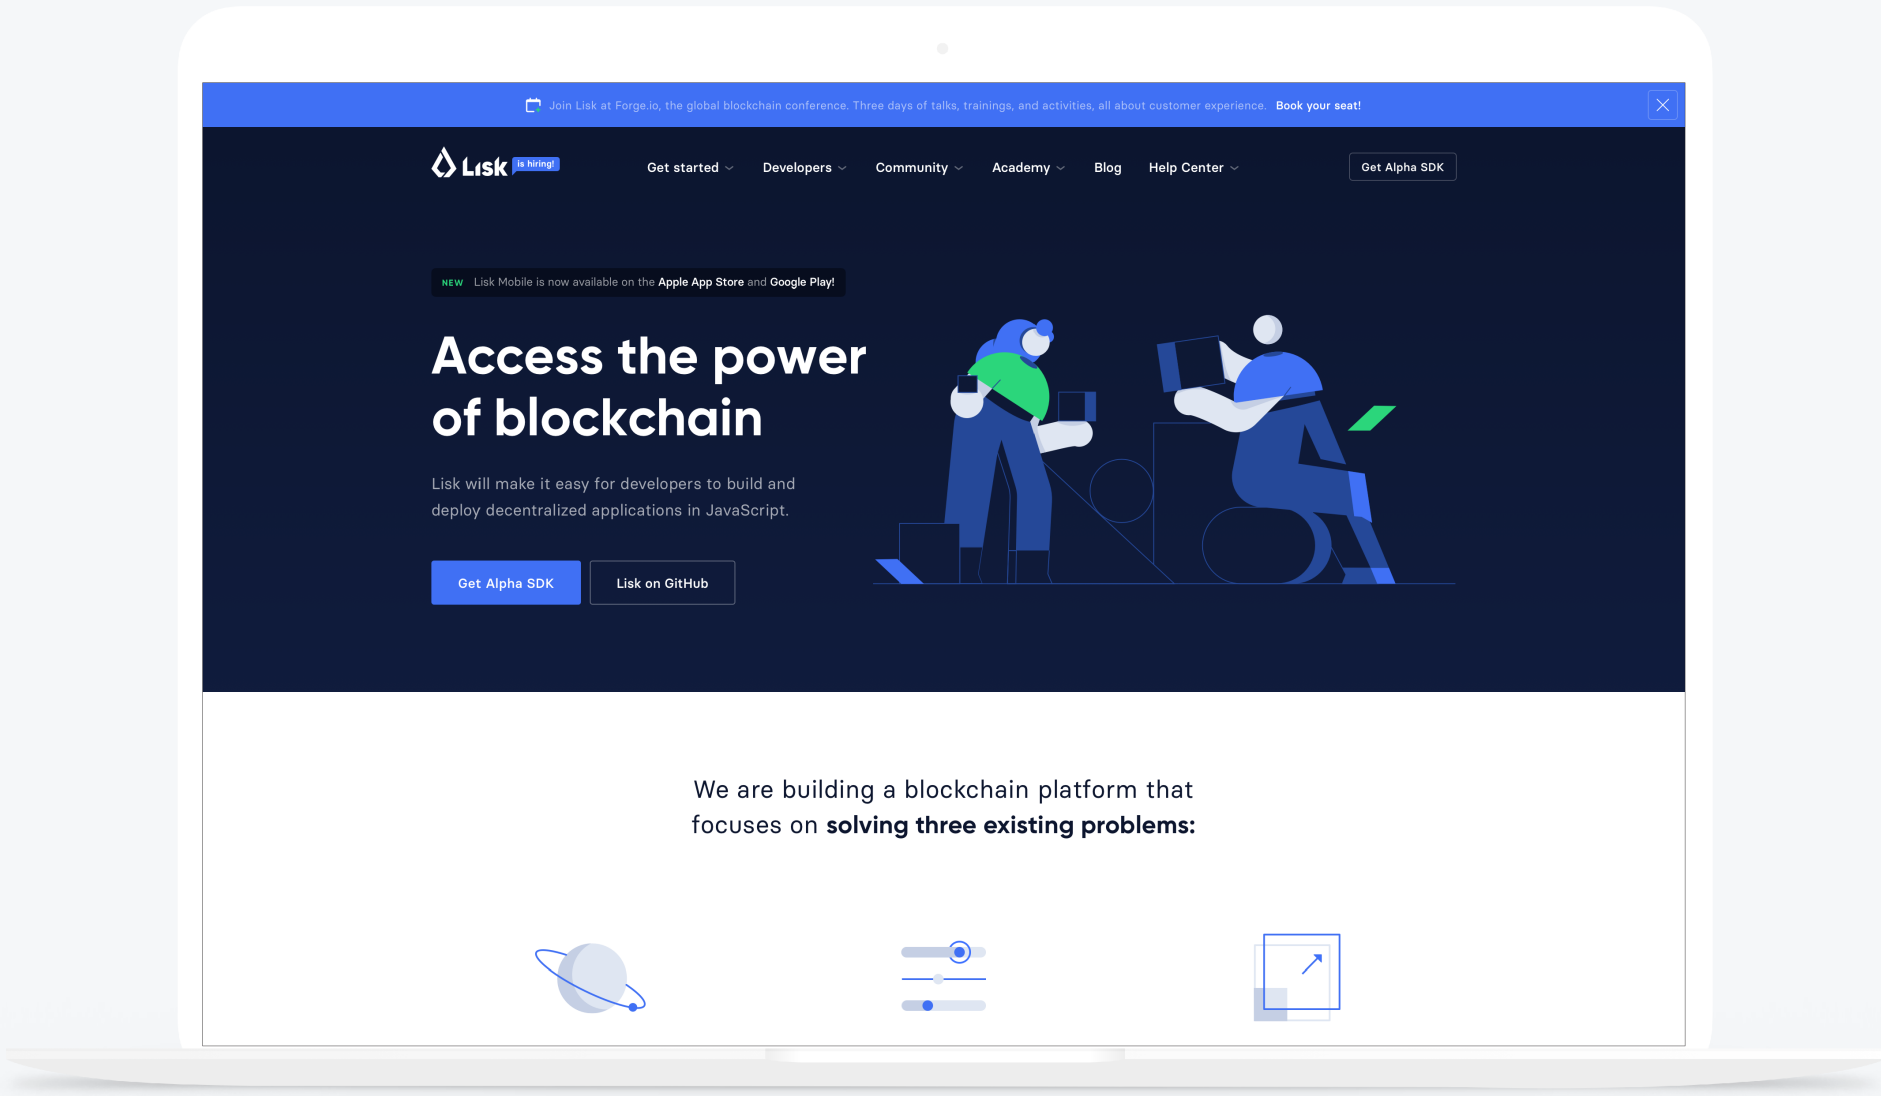 Join Lisk at Forge.io, the global blockchain conference. Three days of talks, trainings, and activities, all about customer experience. Book your seat!
Lisk is hiring! Get started Developers Community Academy Blog Help Center Get Alpha SDK
NEW Lisk Mobile is now available on the Apple App Store and Google Play!
Access the power
of blockchain
Lisk will make it easy for developers to build and
deploy decentralized applications in JavaScript.
Get Alpha SDK Lisk on GitHub
We are building a blockchain platform that
focuses on solving three existing problems: